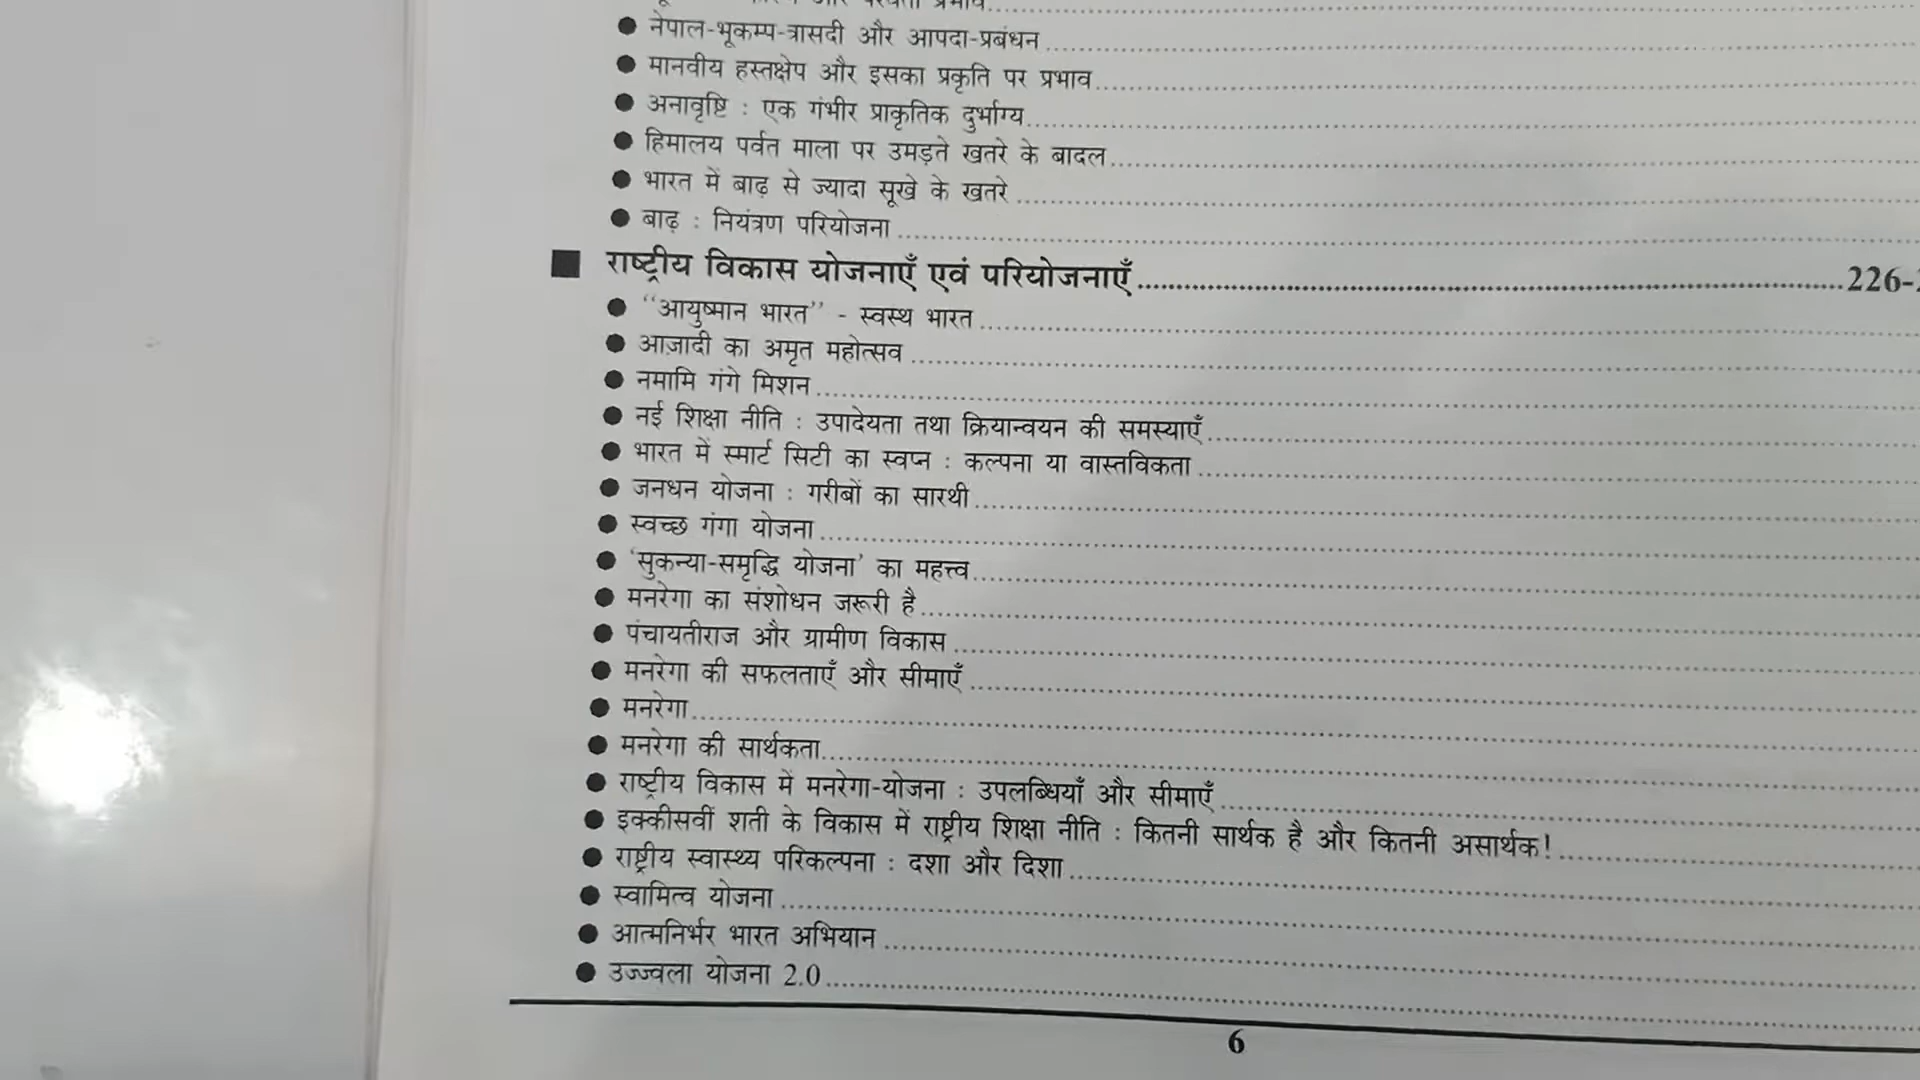 ● नेपाल-भूकम्प-त्रासदी और आपदा-प्रबंधन
● मानवीय हस्तक्षेप और इसका प्रकृति पर प्रभाव
● अनावृष्टि : एक गंभीर प्राकृतिक दुर्भाग्य
● हिमालय पर्वत माला पर उमड़ते खतरे के बादल
● भारत में बाढ़ से ज्यादा सूखे के खतरे
● बाढ़ : नियंत्रण परियोजना
■ राष्ट्रीय विकास योजनाएँ एवं परियोजनाएँ 226-
● “आयुष्मान भारत” - स्वस्थ भारत
● आज़ादी का अमृत महोत्सव
● नमामि गंगे मिशन
● नई शिक्षा नीति : उपादेयता तथा क्रियान्वयन की समस्याएँ
● भारत में स्मार्ट सिटी का स्वप्न : कल्पना या वास्तविकता
● जनधन योजना : गरीबों का सारथी
● स्वच्छ गंगा योजना
● ‘सुकन्या-समृद्धि योजना’ का महत्त्व
● मनरेगा का संशोधन जरूरी है
● पंचायतीराज और ग्रामीण विकास
● मनरेगा की सफलताएँ और सीमाएँ
● मनरेगा
● मनरेगा की सार्थकता
● राष्ट्रीय विकास में मनरेगा-योजना : उपलब्धियाँ और सीमाएँ
● इक्कीसवीं शती के विकास में राष्ट्रीय शिक्षा नीति : कितनी सार्थक है और कितनी असार्थक!
● राष्ट्रीय स्वास्थ्य परिकल्पना : दशा और दिशा
● स्वामित्व योजना
● आत्मनिर्भर भारत अभियान
● उज्ज्वला योजना 2.0
6